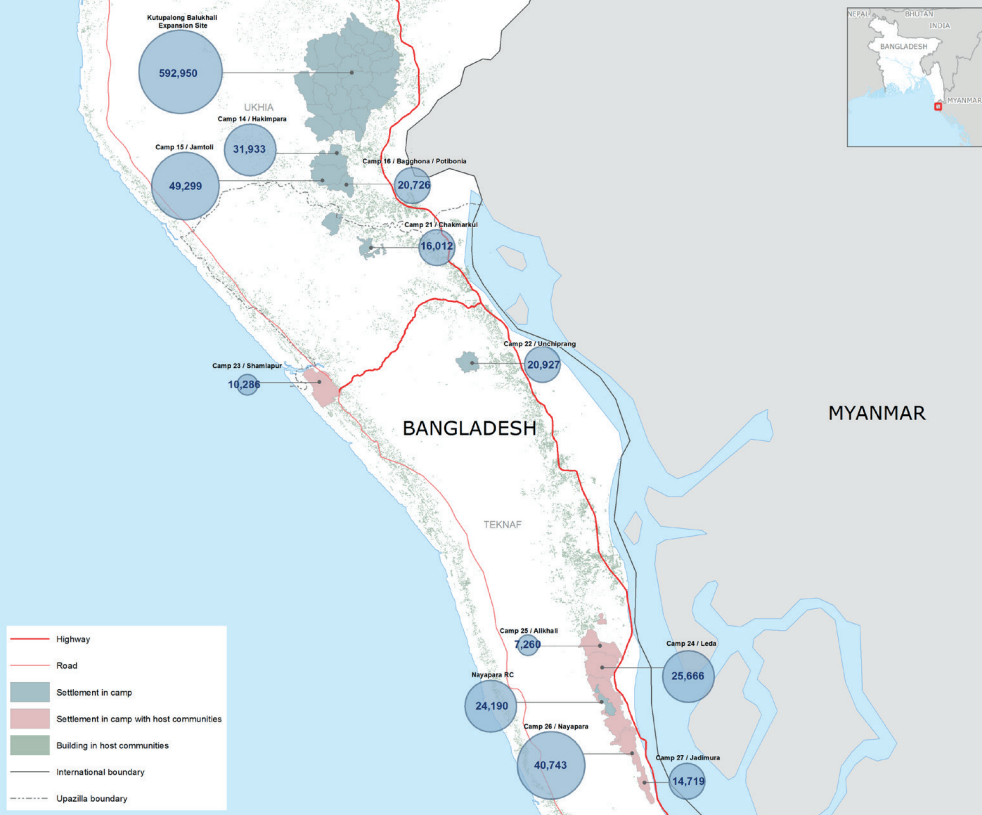 Kutupalong Balukhali
Expansion Site
592,950
UKHIA
Camp 14 / Hakimpara
31,933
Camp 15 / Jamtoli
49,299
Camp 16 / Bagghona / Potibonia
20,726
Camp 21 / Chakmarkul
16,012
Camp 22 / Unchiprang
20,927
Camp 23 / Shamlapur
10,286
BANGLADESH
MYANMAR
TEKNAF
Camp 25 / Alikhali
7,260
Camp 24 / Leda
25,666
Nayapara RC
24,190
Camp 26 / Nayapara
40,743
Camp 27 / Jadimura
14,719
NEPAL
BHUTAN
INDIA
BANGLADESH
MYANMAR
Highway
Road
Settlement in camp
Settlement in camp with host communities
Building in host communities
International boundary
Upazilla boundary